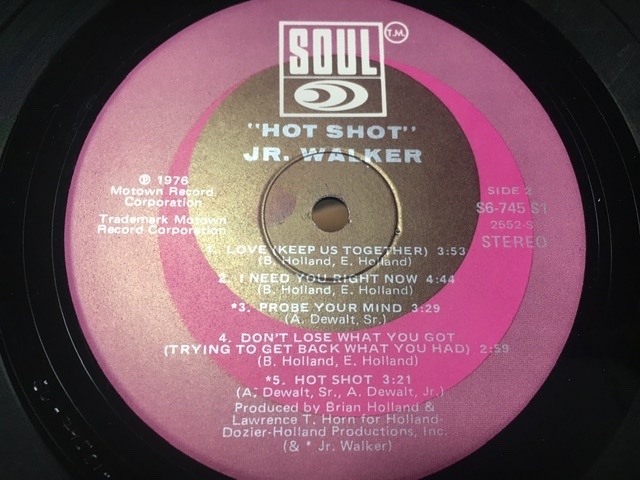 SOUL
T.M.
"HOT SHOT"
JR. WALKER
℗ 1976
Motown Record
Corporation
Trademark Motown
Record Corporation
SIDE 2
S6-745 S1
2552-S
STEREO
1. LOVE (KEEP US TOGETHER) 3:53
(B. Holland, E. Holland)
2. I NEED YOU RIGHT NOW 4:44
(B. Holland, E. Holland)
*3. PROBE YOUR MIND 3:29
(A. Dewalt, Sr.)
4. DON'T LOSE WHAT YOU GOT
(TRYING TO GET BACK WHAT YOU HAD) 2:59
(B. Holland, E. Holland)
*5. HOT SHOT 3:21
(A. Dewalt, Sr., A. Dewalt, Jr.)
Produced by Brian Holland &
Lawrence T. Horn for Holland-
Dozier-Holland Productions, Inc.
(& * Jr. Walker)